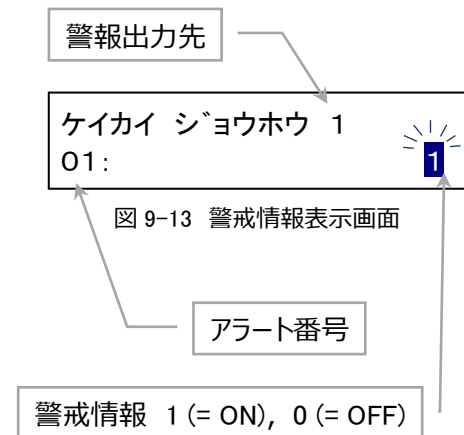 警報出力先
ケイカイ ジョウホウ 1
01: 1
図 9-13 警戒情報表示画面
アラート番号
警戒情報 1 (= ON), 0 (= OFF)